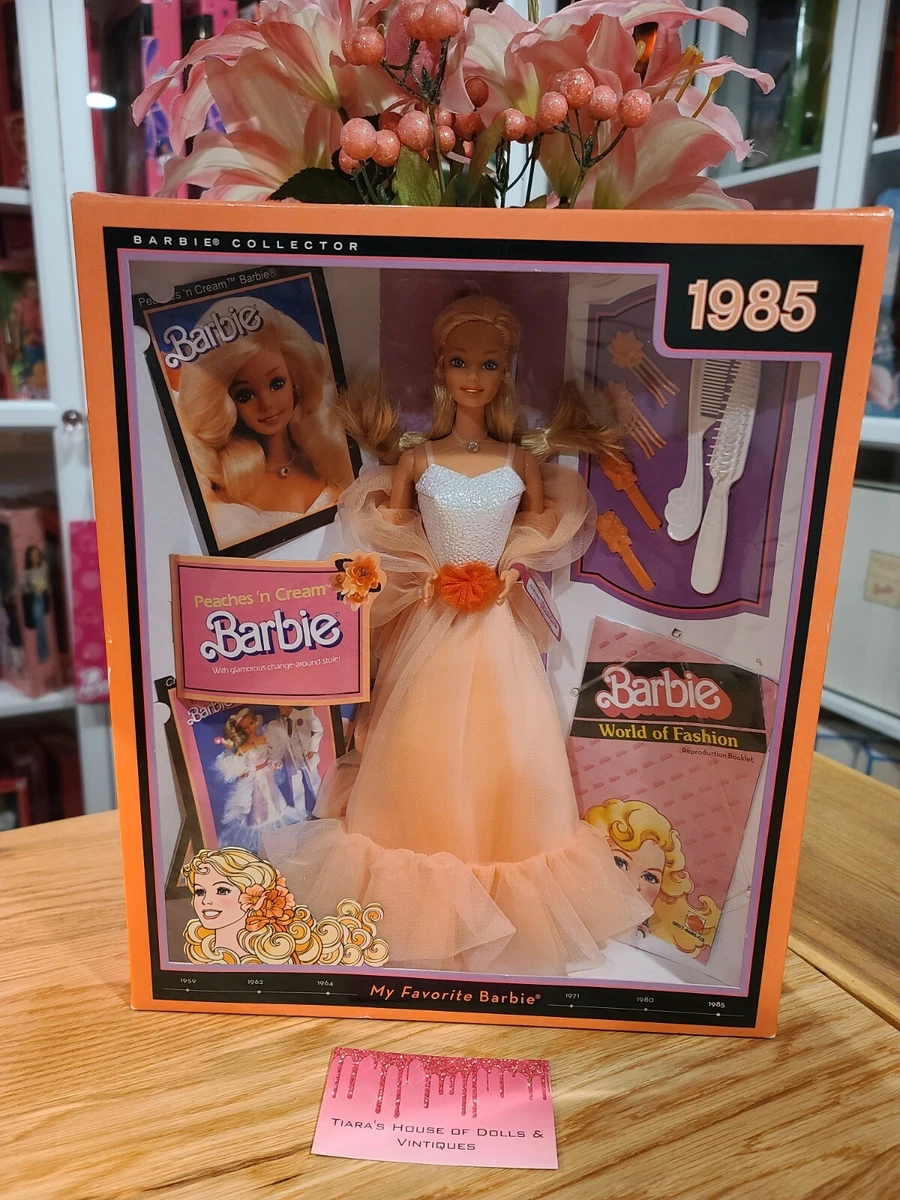 BARBIE® COLLECTOR
1985
Peaches 'n Cream™ Barbie®
Barbie
Peaches 'n Cream™
Barbie
With glamorous change-around stole!
Barbie
Barbie
World of Fashion
Reproduction Booklet
1959
1962
1964
My Favorite Barbie®
1971
1980
1985
TIARA'S HOUSE OF DOLLS &
VINTIQUES